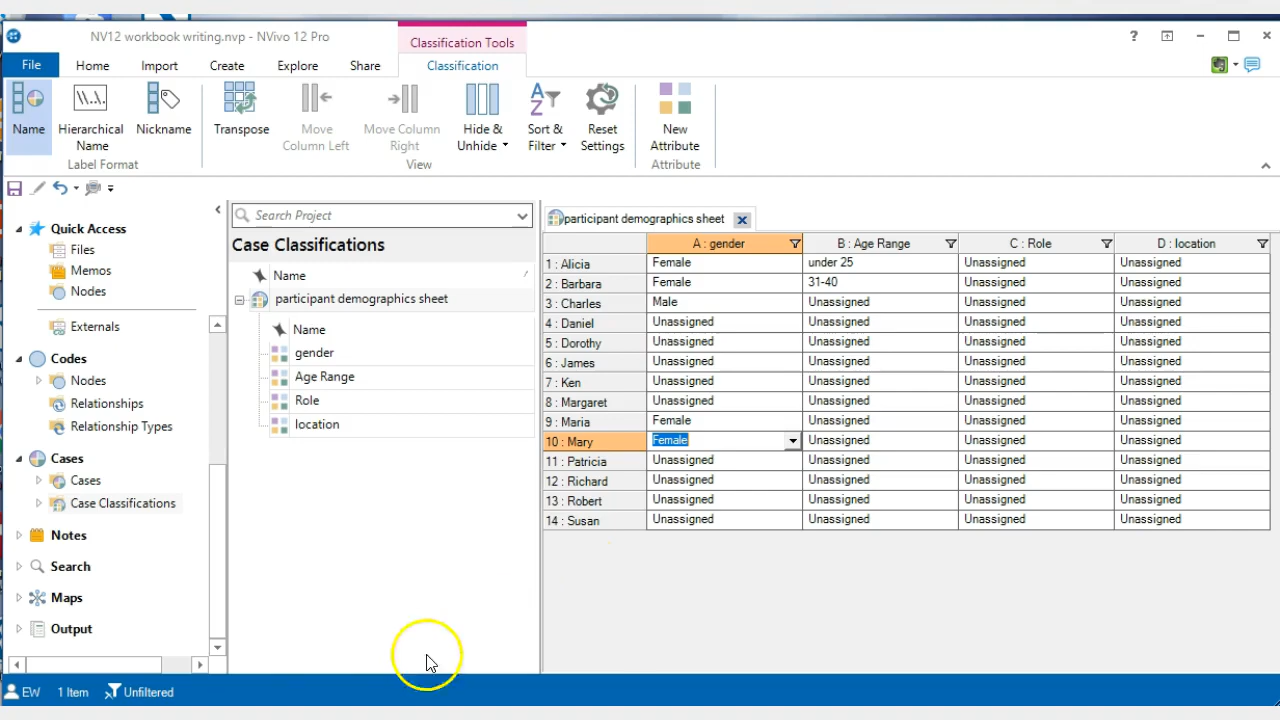 NV12 workbook writing.nvp - NVivo 12 Pro
Classification Tools
?
File Home Import Create Explore Share Classification
Name
Hierarchical Name
Nickname
Label Format
Transpose
Move Column Left
Move Column Right
Hide & Unhide
Sort & Filter
Reset Settings
View
New Attribute
Attribute
Quick Access
Files
Memos
Nodes
Externals
Codes
Nodes
Relationships
Relationship Types
Cases
Cases
Case Classifications
Notes
Search
Maps
Output
Search Project
Case Classifications
Name
participant demographics sheet
Name
gender
Age Range
Role
location
participant demographics sheet
A : gender B : Age Range C : Role D : location
1 : Alicia Female under 25 Unassigned Unassigned
2 : Barbara Female 31-40 Unassigned Unassigned
3 : Charles Male Unassigned Unassigned Unassigned
4 : Daniel Unassigned Unassigned Unassigned Unassigned
5 : Dorothy Unassigned Unassigned Unassigned Unassigned
6 : James Unassigned Unassigned Unassigned Unassigned
7 : Ken Unassigned Unassigned Unassigned Unassigned
8 : Margaret Unassigned Unassigned Unassigned Unassigned
9 : Maria Female Unassigned Unassigned Unassigned
10 : Mary Female Unassigned Unassigned Unassigned
11 : Patricia Unassigned Unassigned Unassigned Unassigned
12 : Richard Unassigned Unassigned Unassigned Unassigned
13 : Robert Unassigned Unassigned Unassigned Unassigned
14 : Susan Unassigned Unassigned Unassigned Unassigned
EW 1 Item Unfiltered